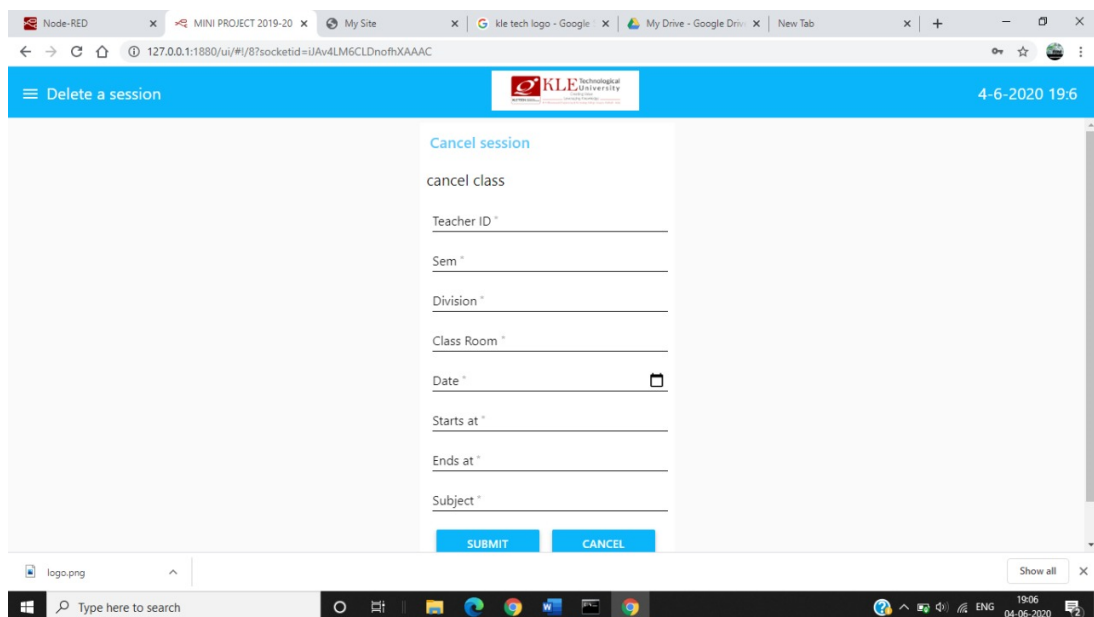 Node-RED
MINI PROJECT 2019-20
My Site
kle tech logo - Google
My Drive - Google Driv
New Tab
127.0.0.1:1880/ui/#!/8?socketid=iJAv4LM6CLDnofhXAAAC
Delete a session
KLE Technological
University
4-6-2020 19:6
Cancel session
cancel class
Teacher ID *
Sem *
Division *
Class Room *
Date *
Starts at *
Ends at *
Subject *
SUBMIT CANCEL
logo.png
Show all
Type here to search
ENG
19:06
04-06-2020
2